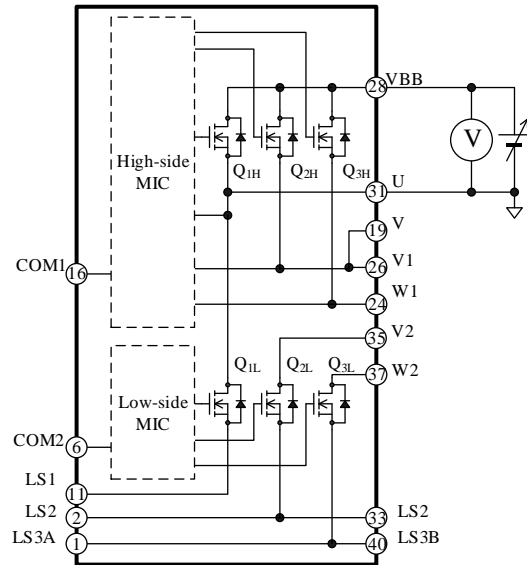 28
VBB
V
High-side
MIC
Q1H
Q2H
Q3H
31
U
19
V
COM1
16
26
V1
24
W1
35
V2
Low-side
MIC
Q1L
Q2L
Q3L
37
W2
COM2
6
LS1
11
LS2
2
33
LS2
LS3A
1
40
LS3B